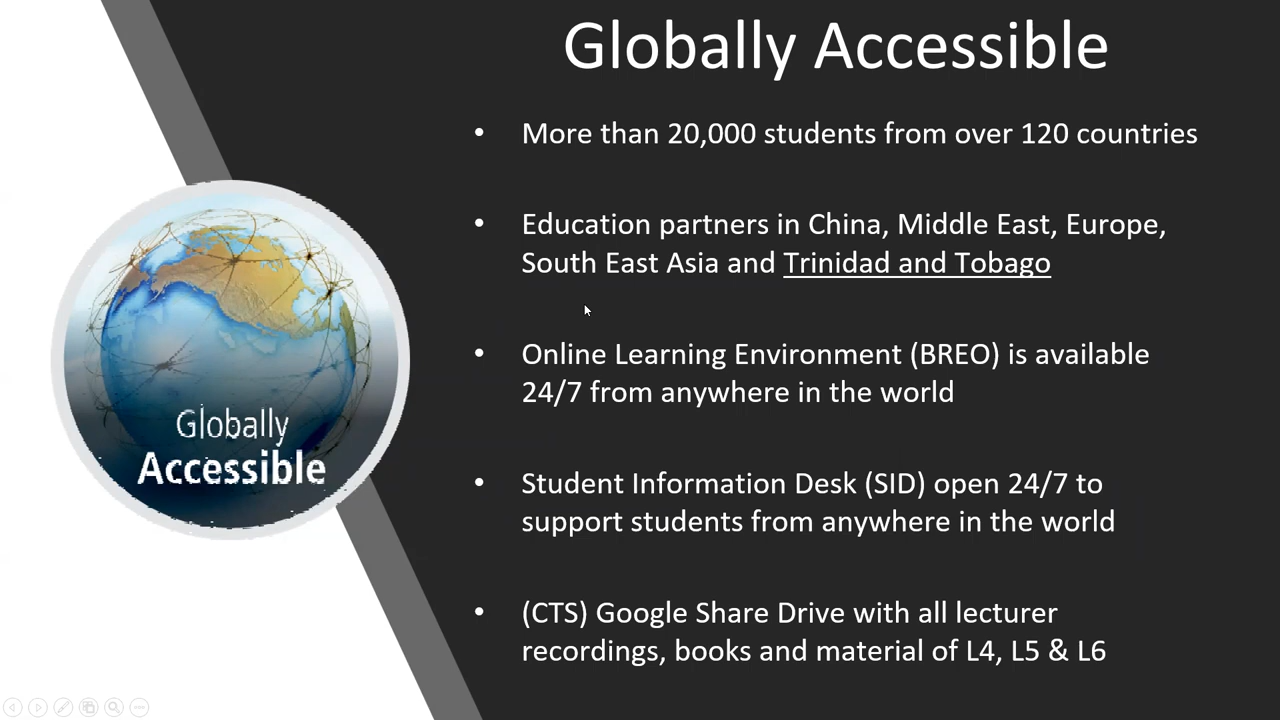 Globally Accessible
• More than 20,000 students from over 120 countries
• Education partners in China, Middle East, Europe,
South East Asia and Trinidad and Tobago
• Online Learning Environment (BREO) is available
24/7 from anywhere in the world
• Student Information Desk (SID) open 24/7 to
support students from anywhere in the world
• (CTS) Google Share Drive with all lecturer
recordings, books and material of L4, L5 & L6
Globally
Accessible